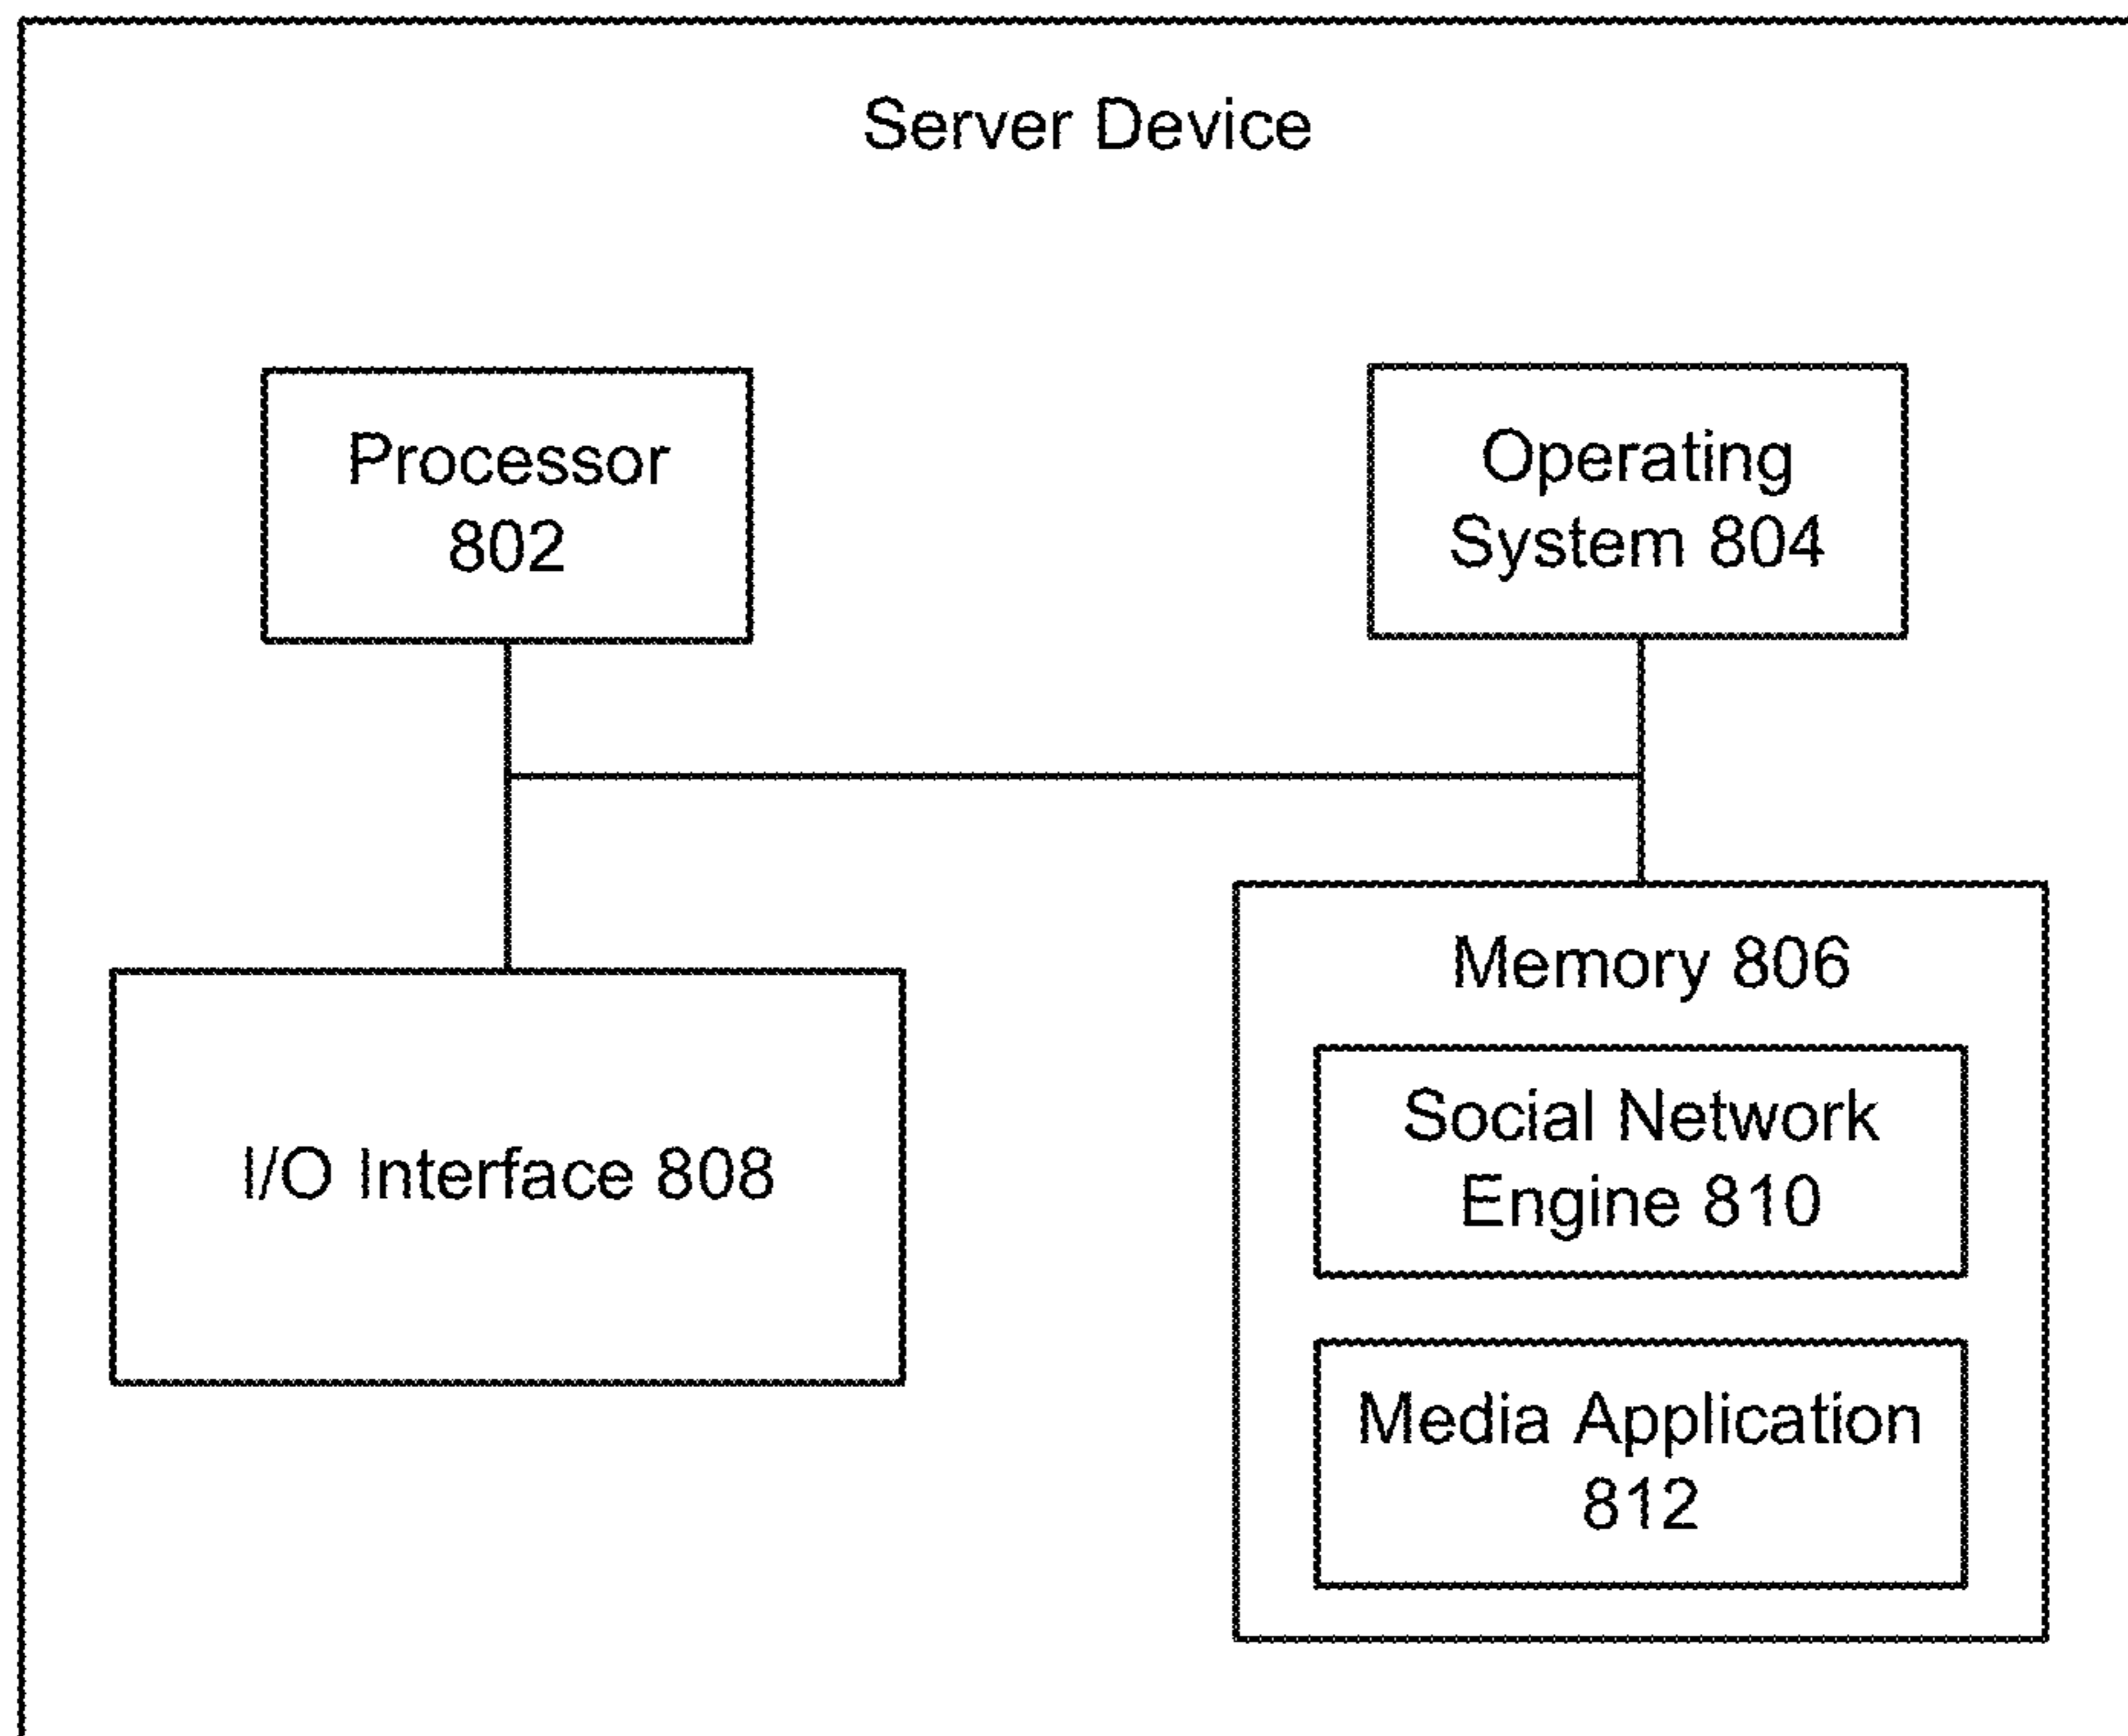 Server Device
Processor
802
Operating
System 804
I/O Interface 808
Memory 806
Social Network
Engine 810
Media Application
812